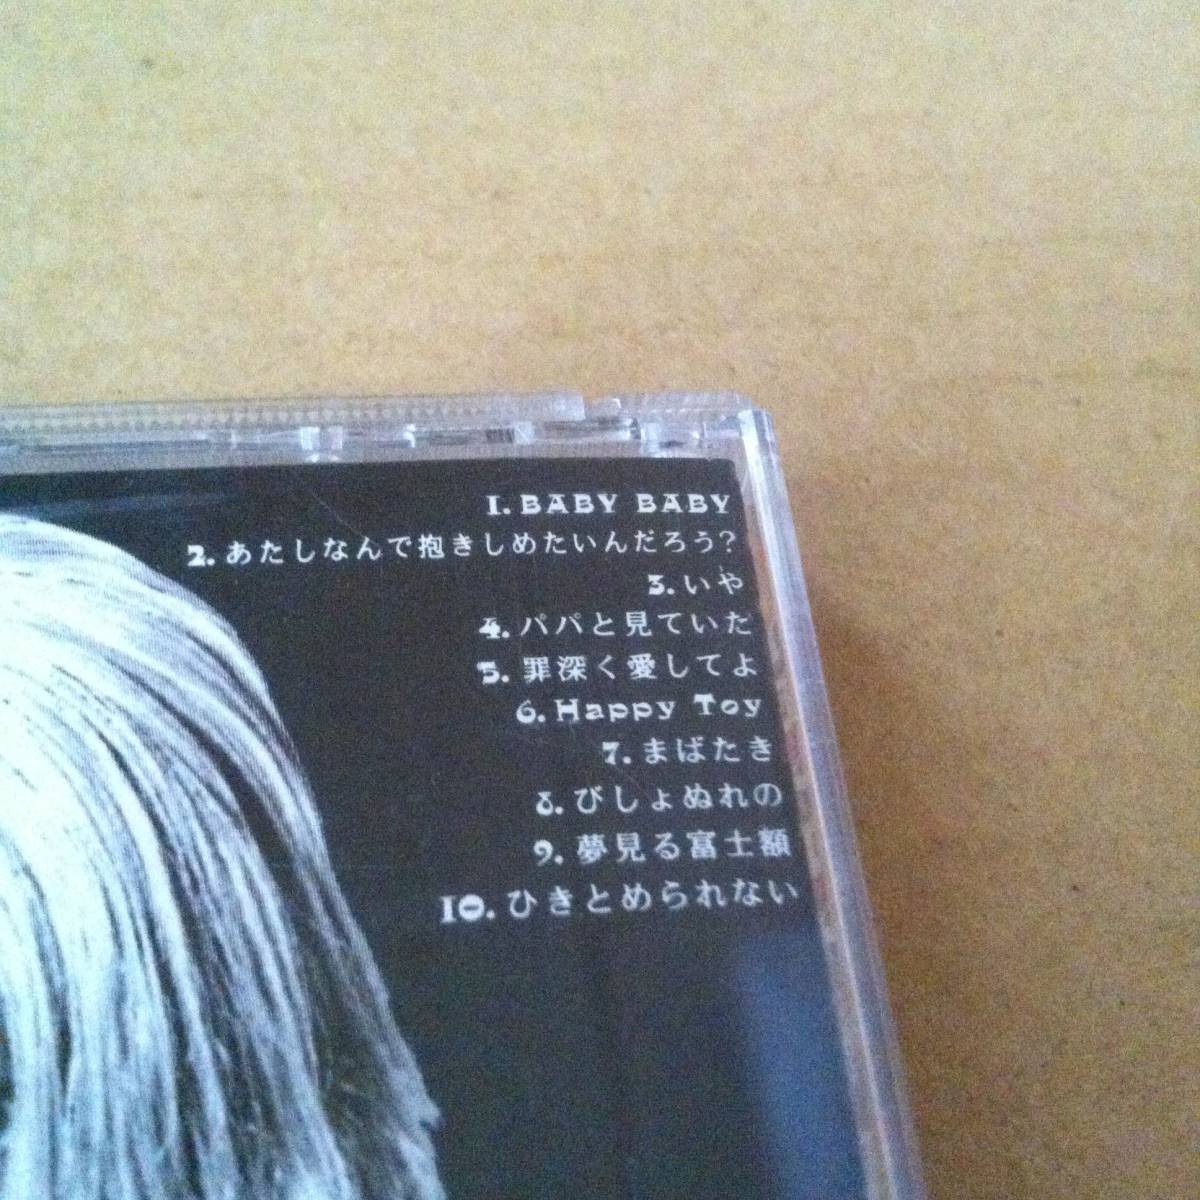 1. BABY BABY
2. あたしなんで抱きしめたいんだろう?
3. いや
4. パパと見ていた
5. 罪深く愛してよ
6. Happy Toy
7. まばたき
8. びしょぬれの
9. 夢見る富士額
10. ひきとめられない